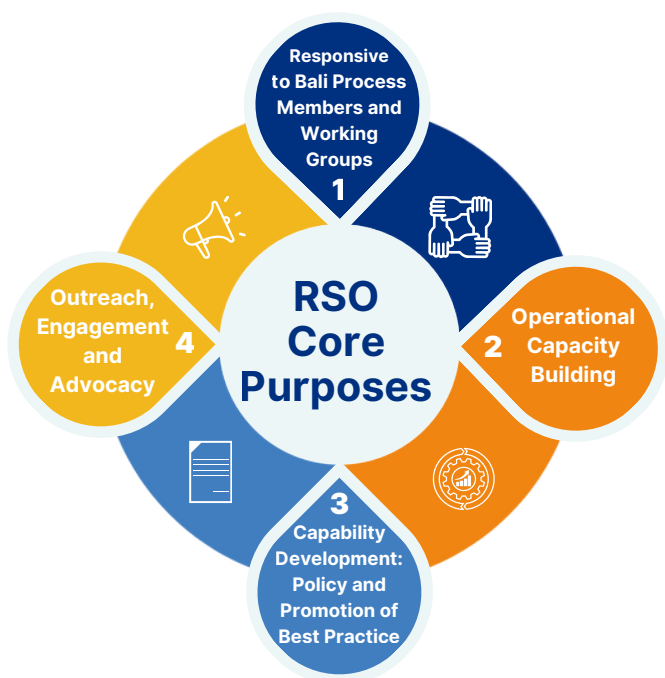 Responsive
to Bali Process
Members and
Working
Groups
1
RSO
Core
Purposes
2
Operational
Capacity
Building
3
Capability
Development:
Policy and
Promotion of
Best Practice
4
Outreach,
Engagement
and
Advocacy